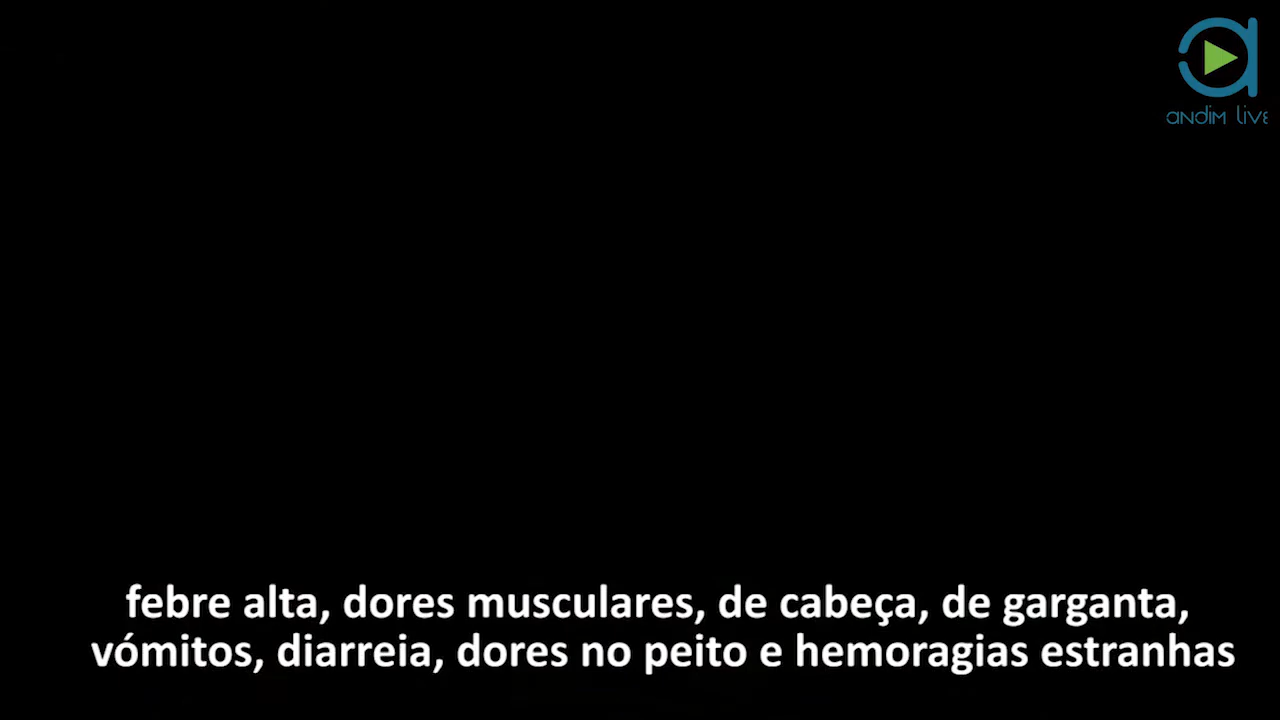 andim live
febre alta, dores musculares, de cabeça, de garganta,
vómitos, diarreia, dores no peito e hemoragias estranhas